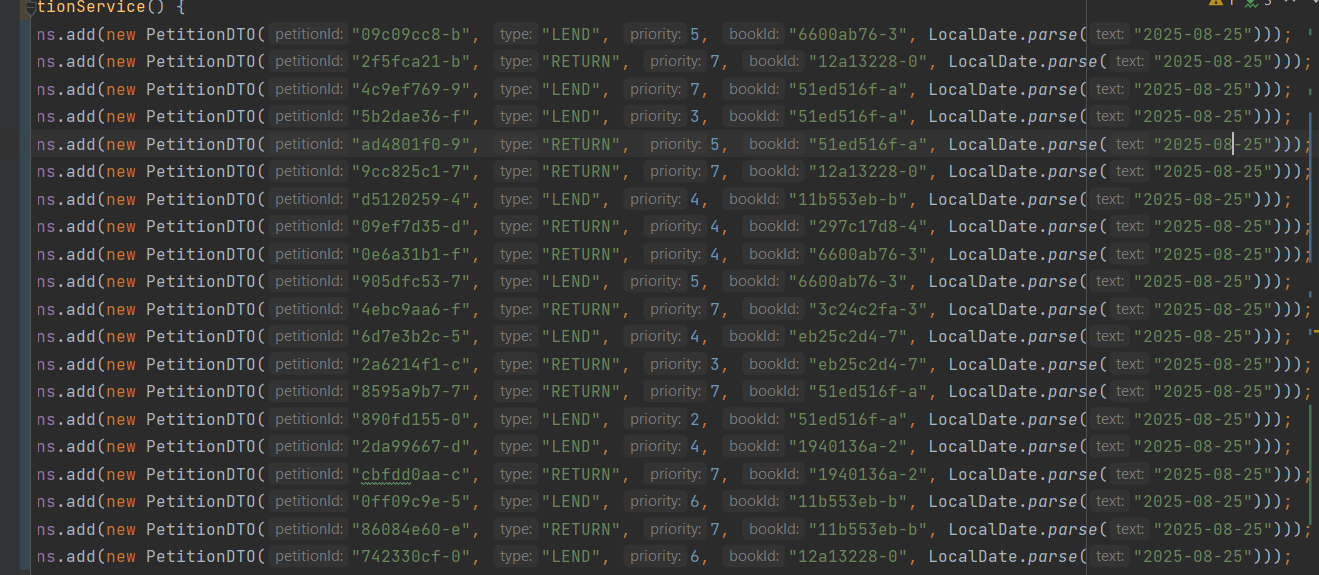 tionService() {
ns.add(new PetitionDTO( petitionId: "09c09cc8-b", type: "LEND", priority: 5, bookId: "6600ab76-3", LocalDate.parse( text: "2025-08-25")));
ns.add(new PetitionDTO( petitionId: "2f5fca21-b", type: "RETURN", priority: 7, bookId: "12a13228-0", LocalDate.parse( text: "2025-08-25")));
ns.add(new PetitionDTO( petitionId: "4c9ef769-9", type: "LEND", priority: 7, bookId: "51ed516f-a", LocalDate.parse( text: "2025-08-25")));
ns.add(new PetitionDTO( petitionId: "5b2dae36-f", type: "LEND", priority: 3, bookId: "51ed516f-a", LocalDate.parse( text: "2025-08-25")));
ns.add(new PetitionDTO( petitionId: "ad4801f0-9", type: "RETURN", priority: 5, bookId: "51ed516f-a", LocalDate.parse( text: "2025-08-25")));
ns.add(new PetitionDTO( petitionId: "9cc825c1-7", type: "RETURN", priority: 7, bookId: "12a13228-0", LocalDate.parse( text: "2025-08-25")));
ns.add(new PetitionDTO( petitionId: "d5120259-4", type: "LEND", priority: 4, bookId: "11b553eb-b", LocalDate.parse( text: "2025-08-25")));
ns.add(new PetitionDTO( petitionId: "09ef7d35-d", type: "RETURN", priority: 4, bookId: "297c17d8-4", LocalDate.parse( text: "2025-08-25")));
ns.add(new PetitionDTO( petitionId: "0e6a31b1-f", type: "RETURN", priority: 4, bookId: "6600ab76-3", LocalDate.parse( text: "2025-08-25")));
ns.add(new PetitionDTO( petitionId: "905dfc53-7", type: "LEND", priority: 5, bookId: "6600ab76-3", LocalDate.parse( text: "2025-08-25")));
ns.add(new PetitionDTO( petitionId: "4ebc9aa6-f", type: "RETURN", priority: 7, bookId: "3c24c2fa-3", LocalDate.parse( text: "2025-08-25")));
ns.add(new PetitionDTO( petitionId: "6d7e3b2c-5", type: "LEND", priority: 4, bookId: "eb25c2d4-7", LocalDate.parse( text: "2025-08-25")));
ns.add(new PetitionDTO( petitionId: "2a6214f1-c", type: "RETURN", priority: 3, bookId: "eb25c2d4-7", LocalDate.parse( text: "2025-08-25")));
ns.add(new PetitionDTO( petitionId: "8595a9b7-7", type: "RETURN", priority: 7, bookId: "51ed516f-a", LocalDate.parse( text: "2025-08-25")));
ns.add(new PetitionDTO( petitionId: "890fd155-0", type: "LEND", priority: 2, bookId: "51ed516f-a", LocalDate.parse( text: "2025-08-25")));
ns.add(new PetitionDTO( petitionId: "2da99667-d", type: "LEND", priority: 4, bookId: "1940136a-2", LocalDate.parse( text: "2025-08-25")));
ns.add(new PetitionDTO( petitionId: "cbfdd0aa-c", type: "RETURN", priority: 7, bookId: "1940136a-2", LocalDate.parse( text: "2025-08-25")));
ns.add(new PetitionDTO( petitionId: "0ff09c9e-5", type: "LEND", priority: 6, bookId: "11b553eb-b", LocalDate.parse( text: "2025-08-25")));
ns.add(new PetitionDTO( petitionId: "86084e60-e", type: "RETURN", priority: 7, bookId: "11b553eb-b", LocalDate.parse( text: "2025-08-25")));
ns.add(new PetitionDTO( petitionId: "742330cf-0", type: "LEND", priority: 6, bookId: "12a13228-0", LocalDate.parse( text: "2025-08-25")));